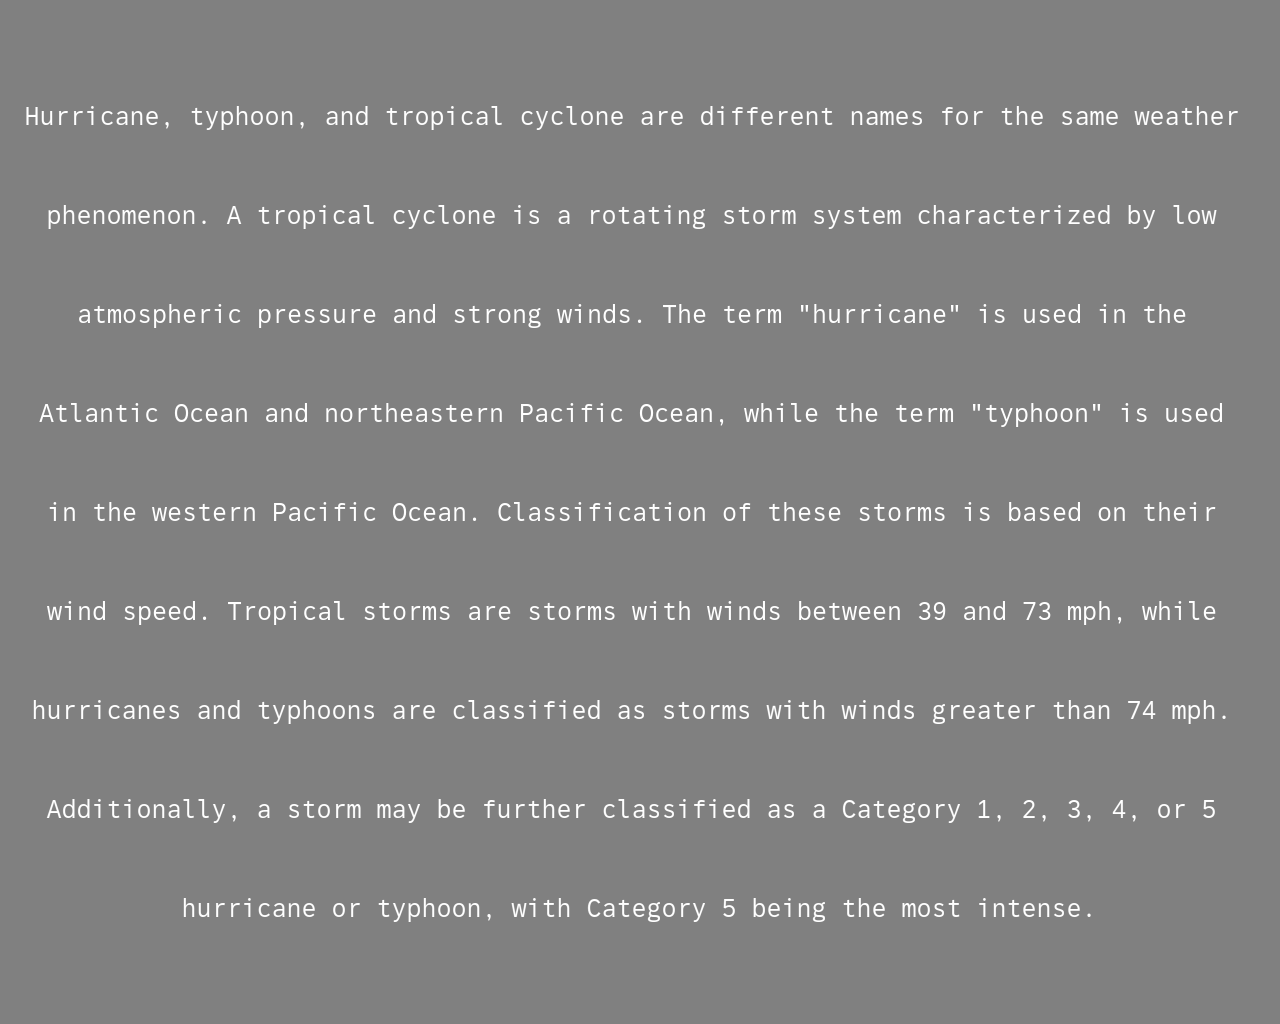 Hurricane, typhoon, and tropical cyclone are different names for the same weather
phenomenon. A tropical cyclone is a rotating storm system characterized by low
atmospheric pressure and strong winds. The term "hurricane" is used in the
Atlantic Ocean and northeastern Pacific Ocean, while the term "typhoon" is used
in the western Pacific Ocean. Classification of these storms is based on their
wind speed. Tropical storms are storms with winds between 39 and 73 mph, while
hurricanes and typhoons are classified as storms with winds greater than 74 mph.
Additionally, a storm may be further classified as a Category 1, 2, 3, 4, or 5
hurricane or typhoon, with Category 5 being the most intense.